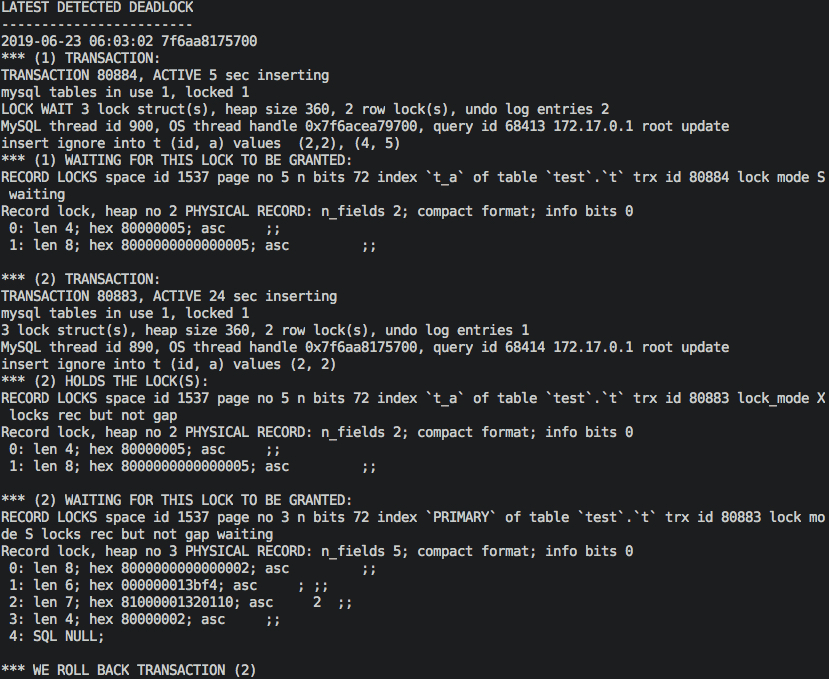 LATEST DETECTED DEADLOCK
------------------------
2019-06-23 06:03:02 7f6aa8175700
*** (1) TRANSACTION:
TRANSACTION 80884, ACTIVE 5 sec inserting
mysql tables in use 1, locked 1
LOCK WAIT 3 lock struct(s), heap size 360, 2 row lock(s), undo log entries 2
MySQL thread id 900, OS thread handle 0x7f6acea79700, query id 68413 172.17.0.1 root update
insert ignore into t (id, a) values  (2,2), (4, 5)
*** (1) WAITING FOR THIS LOCK TO BE GRANTED:
RECORD LOCKS space id 1537 page no 5 n bits 72 index `t_a` of table `test`.`t` trx id 80884 lock mode S
 waiting
Record lock, heap no 2 PHYSICAL RECORD: n_fields 2; compact format; info bits 0
 0: len 4; hex 80000005; asc     ;;
 1: len 8; hex 8000000000000005; asc         ;;

*** (2) TRANSACTION:
TRANSACTION 80883, ACTIVE 24 sec inserting
mysql tables in use 1, locked 1
3 lock struct(s), heap size 360, 2 row lock(s), undo log entries 1
MySQL thread id 890, OS thread handle 0x7f6aa8175700, query id 68414 172.17.0.1 root update
insert ignore into t (id, a) values (2, 2)
*** (2) HOLDS THE LOCK(S):
RECORD LOCKS space id 1537 page no 5 n bits 72 index `t_a` of table `test`.`t` trx id 80883 lock_mode X
 locks rec but not gap
Record lock, heap no 2 PHYSICAL RECORD: n_fields 2; compact format; info bits 0
 0: len 4; hex 80000005; asc     ;;
 1: len 8; hex 8000000000000005; asc         ;;

*** (2) WAITING FOR THIS LOCK TO BE GRANTED:
RECORD LOCKS space id 1537 page no 3 n bits 72 index `PRIMARY` of table `test`.`t` trx id 80883 lock mo
de S locks rec but not gap waiting
Record lock, heap no 3 PHYSICAL RECORD: n_fields 5; compact format; info bits 0
 0: len 8; hex 8000000000000002; asc         ;;
 1: len 6; hex 000000013bf4; asc     ; ;;
 2: len 7; hex 81000001320110; asc     2  ;;
 3: len 4; hex 80000002; asc     ;;
 4: SQL NULL;

*** WE ROLL BACK TRANSACTION (2)